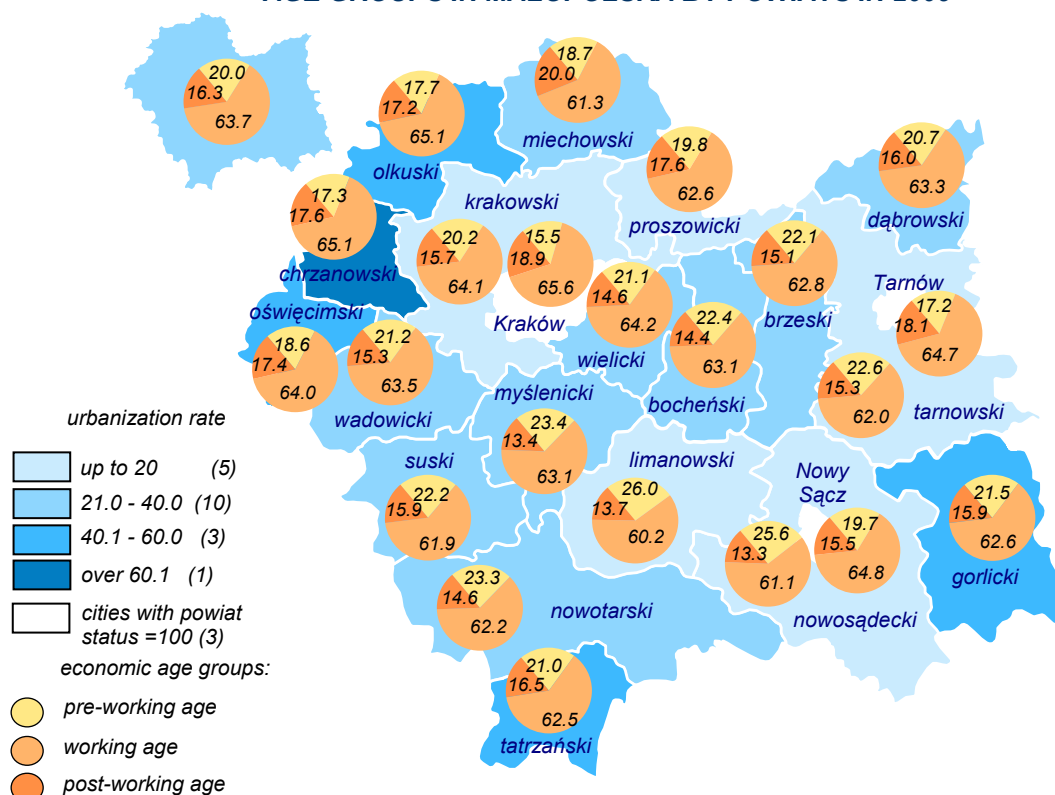 AGE GROUPS IN MAŁOPOLSKA BY POWIATS IN
20.0
16.3
63.7
17.7
17.2
65.1
olkuski
18.7
20.0
61.3
miechowski
19.8
17.6
62.6
proszowicki
20.7
16.0
63.3
dąbrowski
17.3
17.6
65.1
chrzanowski
krakowski
20.2
15.7
64.1
15.5
18.9
65.6
Kraków
21.1
14.6
64.2
wielicki
22.1
15.1
62.8
brzeski
Tarnów
17.2
18.1
64.7
oświęcimski
18.6
17.4
64.0
21.2
15.3
63.5
wadowicki
22.4
14.4
63.1
bocheński
22.6
15.3
62.0
tarnowski
myślenicki
23.4
13.4
63.1
suski
22.2
15.9
61.9
limanowski
26.0
13.7
60.2
Nowy
Sącz
19.7
15.5
64.8
25.6
13.3
61.1
nowosądecki
21.5
15.9
62.6
gorlicki
23.3
14.6
62.2
nowotarski
21.0
16.5
62.5
tatrzański
urbanization rate
up to 20 (5)
21.0 - 40.0 (10)
40.1 - 60.0 (3)
over 60.1 (1)
cities with powiat
status =100 (3)
economic age groups:
pre-working age
working age
post-working age